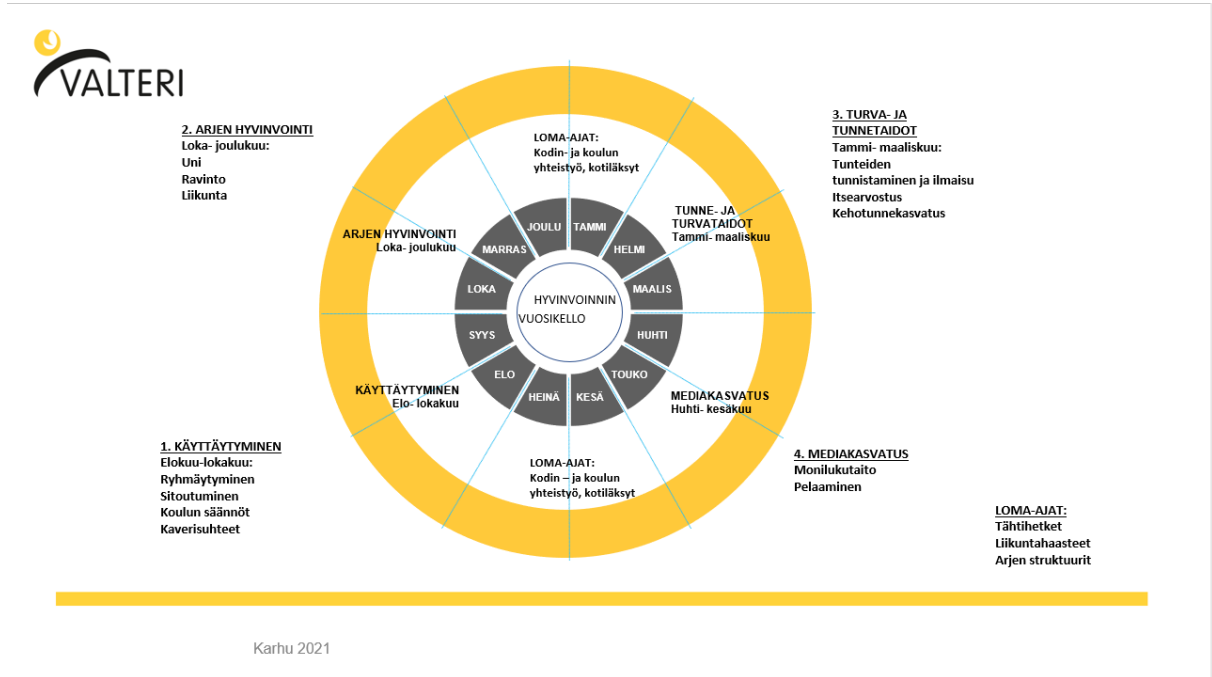 VALTERI
2. ARJEN HYVINVOINTI
Loka- joulukuu:
Uni
Ravinto
Liikunta
3. TURVA- JA
TUNNETAIDOT
Tammi- maaliskuu:
Tunteiden
tunnistaminen ja ilmaisu
Itsearvostus
Kehotunnekasvatus
LOMA-AJAT:
Kodin- ja koulun
yhteistyö, kotiläksyt
ARJEN HYVINVOINTI
Loka- joulukuu
TUNNE- JA
TURVATAIDOT
Tammi- maaliskuu
JOULU
TAMMI
MARRAS
HELMI
LOKA
MAALIS
HYVINVOINNIN
VUOSIKELLO
SYYS
HUHTI
ELO
TOUKO
HEINÄ
KESÄ
KÄYTTÄYTYMINEN
Elo- lokakuu
MEDIAKASVATUS
Huhti- kesäkuu
LOMA-AJAT:
Kodin – ja koulun
yhteistyö, kotiläksyt
1. KÄYTTÄYTYMINEN
Elokuu-lokakuu:
Ryhmäytyminen
Sitoutuminen
Koulun säännöt
Kaverisuhteet
4. MEDIAKASVATUS
Monilukutaito
Pelaaminen
LOMA-AJAT:
Tähtihetket
Liikuntahaasteet
Arjen struktuurit
Karhu 2021